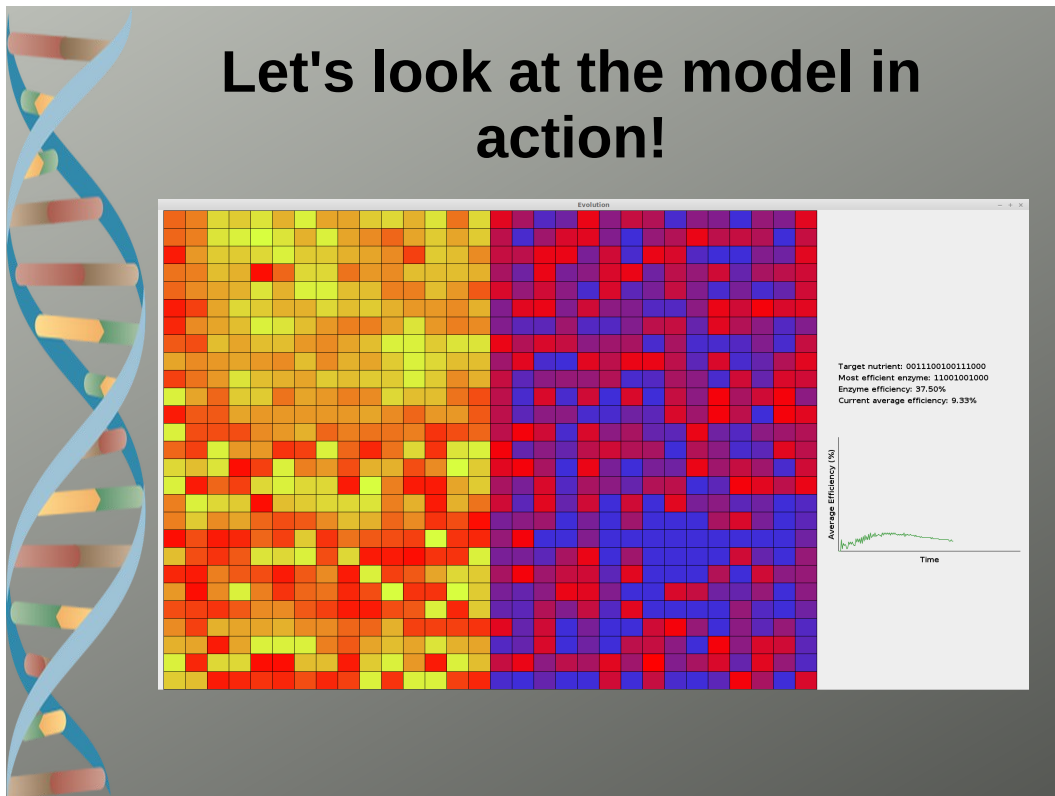 Let's look at the model in
action!
Evolution
Target nutrient: 0011100100111000
Most efficient enzyme: 11001001000
Enzyme efficiency: 37.50%
Current average efficiency: 9.33%
Average Efficiency (%)
Time